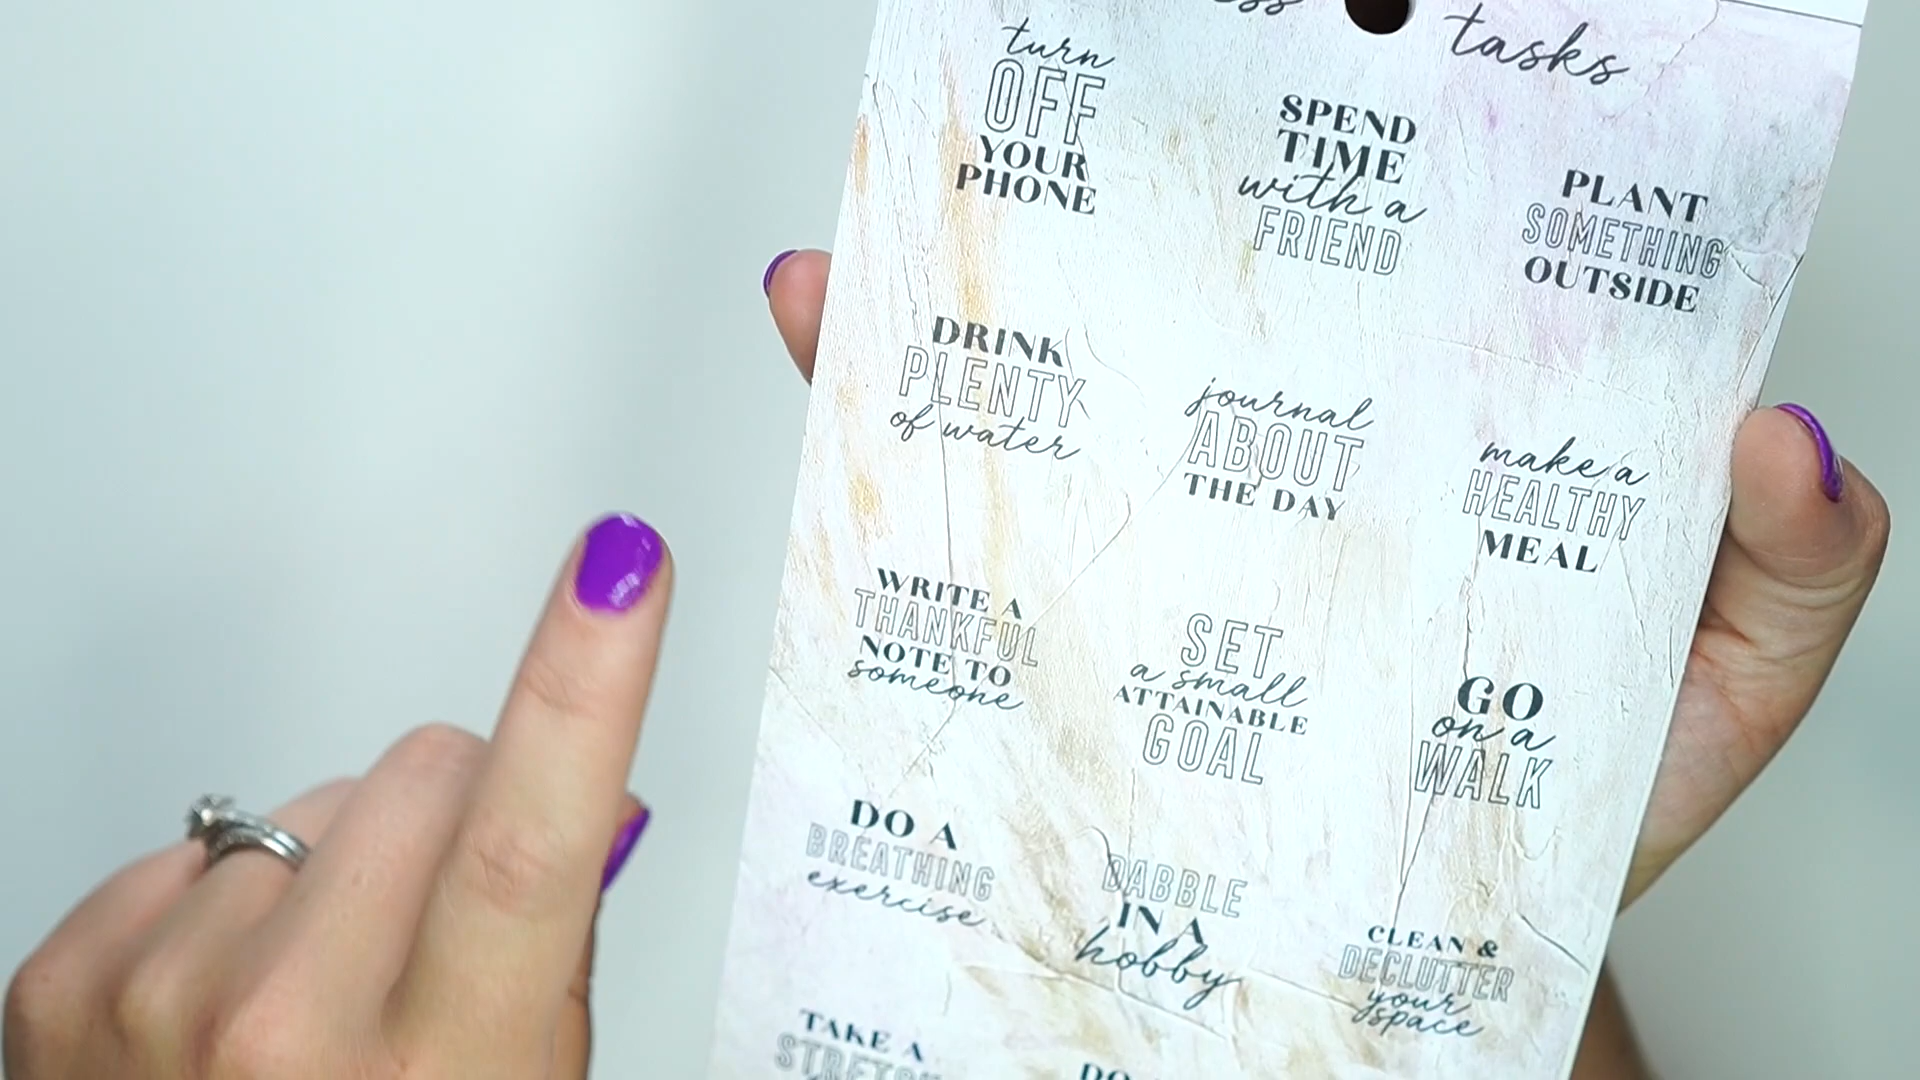 tasks
turn
OFF
YOUR
PHONE
SPEND
TIME
with a
FRIEND
PLANT
SOMETHING
OUTSIDE
DRINK
PLENTY
of water
journal
ABOUT
THE DAY
make a
HEALTHY
MEAL
WRITE A
THANKFUL
NOTE TO
someone
SET
a small
ATTAINABLE
GOAL
GO
on a
WALK
DO A
BREATHING
exercise
DABBLE
IN A
hobby
CLEAN &
DECLUTTER
your
space
TAKE A